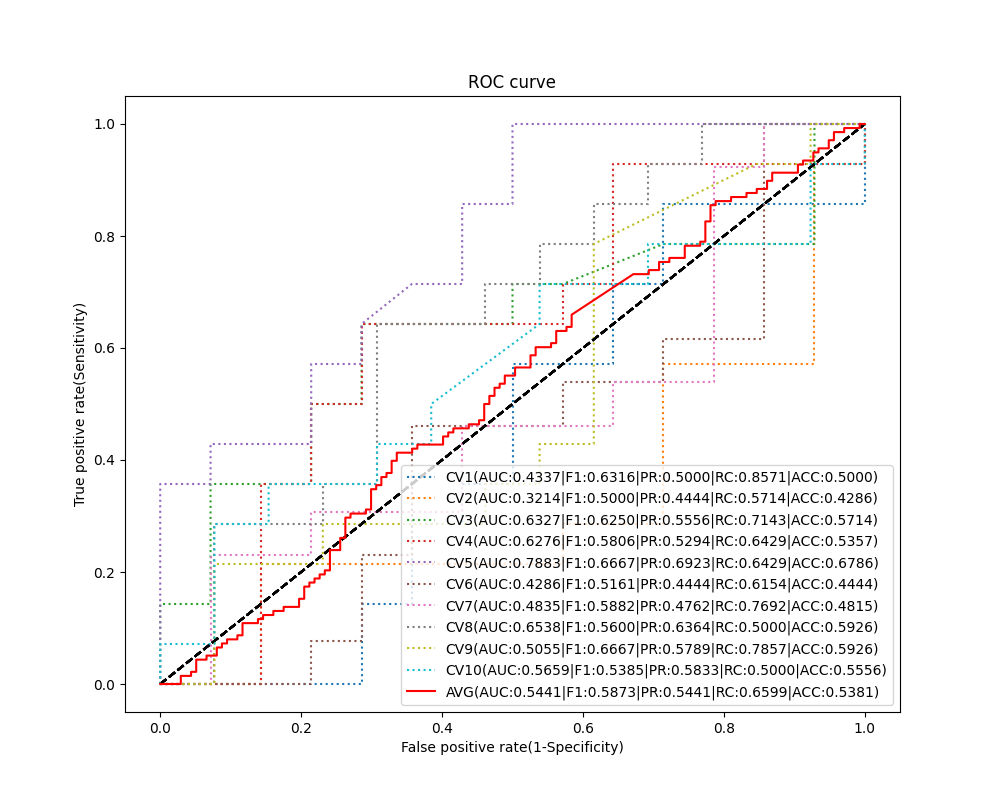 ROC curve
1.0
0.8
0.6
0.4
0.2
0.0
True positive rate(Sensitivity)
CV1(AUC:0.4337|F1:0.6316|PR:0.5000|RC:0.8571|ACC:0.5000)
CV2(AUC:0.3214|F1:0.5000|PR:0.4444|RC:0.5714|ACC:0.4286)
CV3(AUC:0.6327|F1:0.6250|PR:0.5556|RC:0.7143|ACC:0.5714)
CV4(AUC:0.6276|F1:0.5806|PR:0.5294|RC:0.6429|ACC:0.5357)
CV5(AUC:0.7883|F1:0.6667|PR:0.6923|RC:0.6429|ACC:0.6786)
CV6(AUC:0.4286|F1:0.5161|PR:0.4444|RC:0.6154|ACC:0.4444)
CV7(AUC:0.4835|F1:0.5882|PR:0.4762|RC:0.7692|ACC:0.4815)
CV8(AUC:0.6538|F1:0.5600|PR:0.6364|RC:0.5000|ACC:0.5926)
CV9(AUC:0.5055|F1:0.6667|PR:0.5789|RC:0.7857|ACC:0.5926)
CV10(AUC:0.5659|F1:0.5385|PR:0.5833|RC:0.5000|ACC:0.5556)
AVG(AUC:0.5441|F1:0.5873|PR:0.5441|RC:0.6599|ACC:0.5381)
0.0 0.2 0.4 0.6 0.8 1.0
False positive rate(1-Specificity)